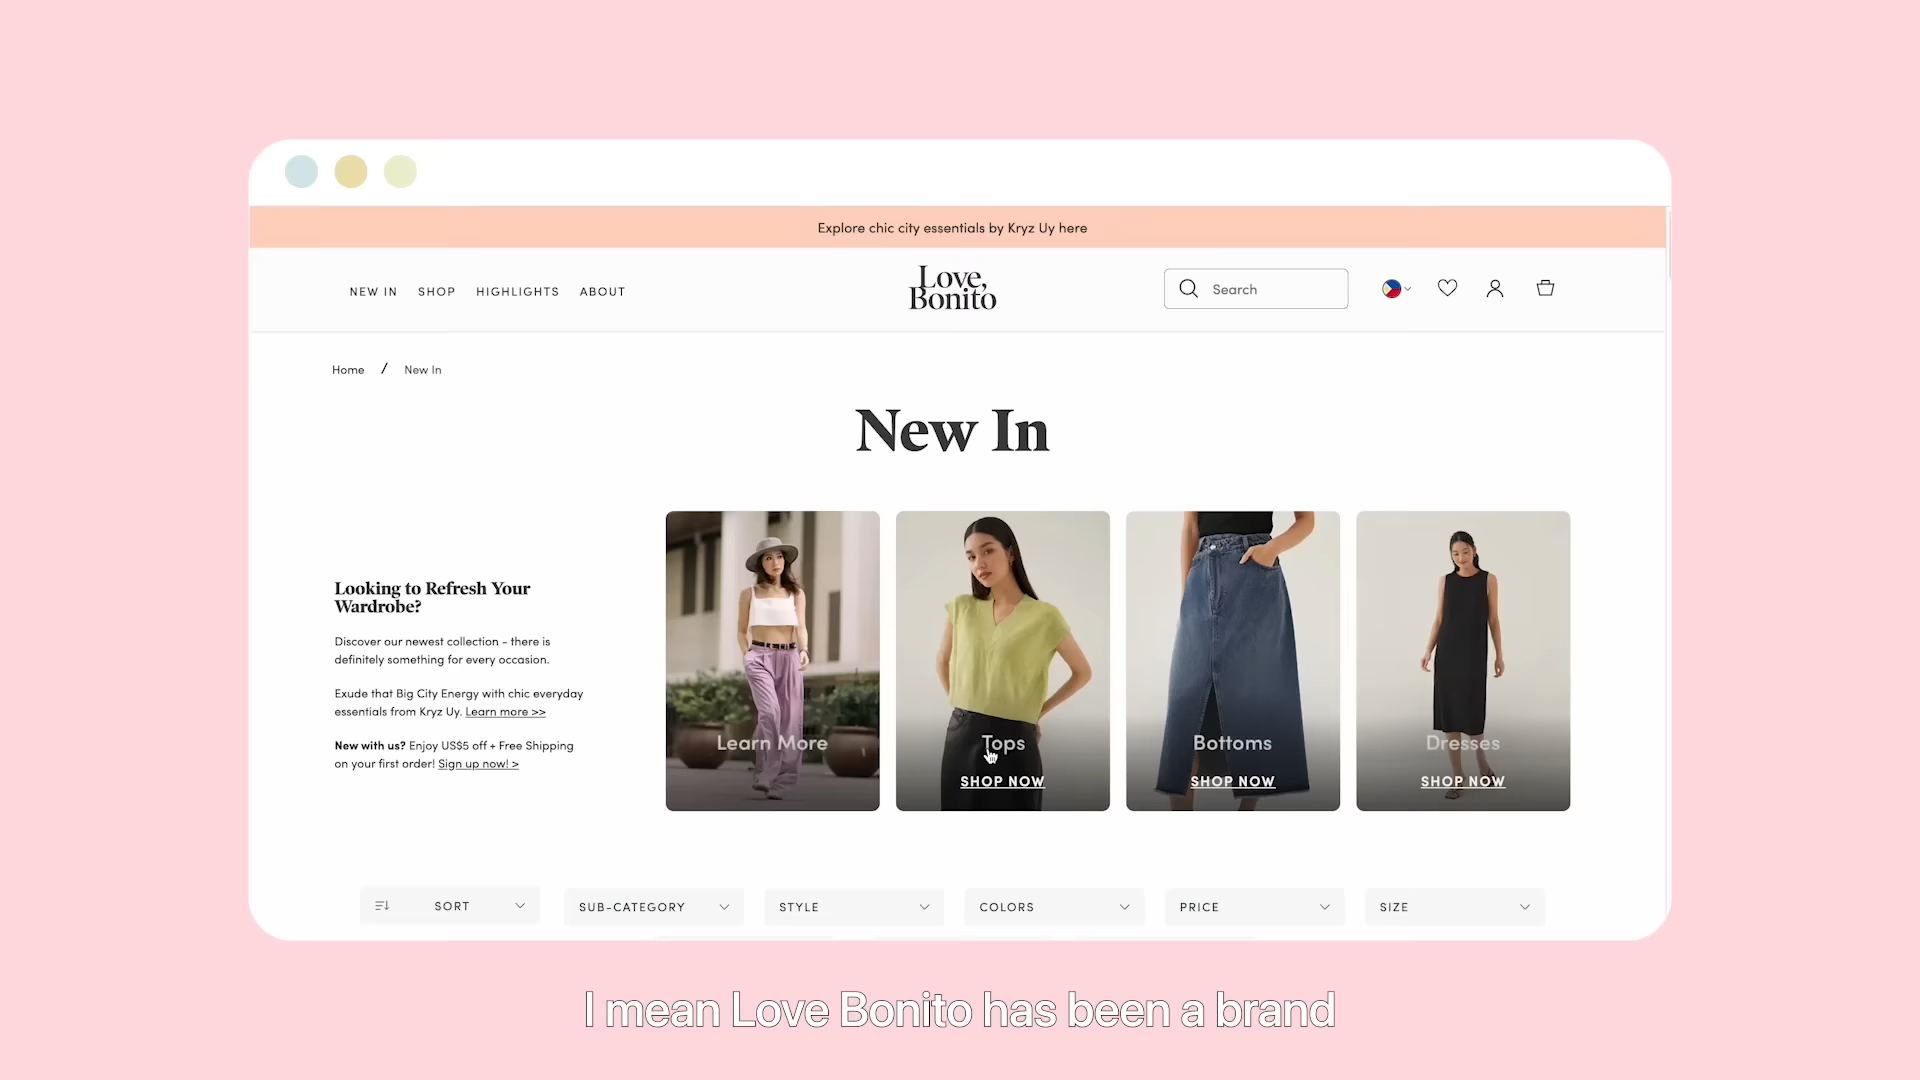 Explore chic city essentials by Kryz Uy here
NEW IN
SHOP
HIGHLIGHTS
ABOUT
Love,
Bonito
Search
Home / New In
New In
Looking to Refresh Your
Wardrobe?
Discover our newest collection - there is
definitely something for every occasion.
Exude that Big City Energy with chic everyday
essentials from Kryz Uy. Learn more >>
New with us? Enjoy US$5 off + Free Shipping
on your first order! Sign up now! >
Learn More
Tops
SHOP NOW
Bottoms
SHOP NOW
Dresses
SHOP NOW
SORT
SUB-CATEGORY
STYLE
COLORS
PRICE
SIZE
I mean Love Bonito has been a brand